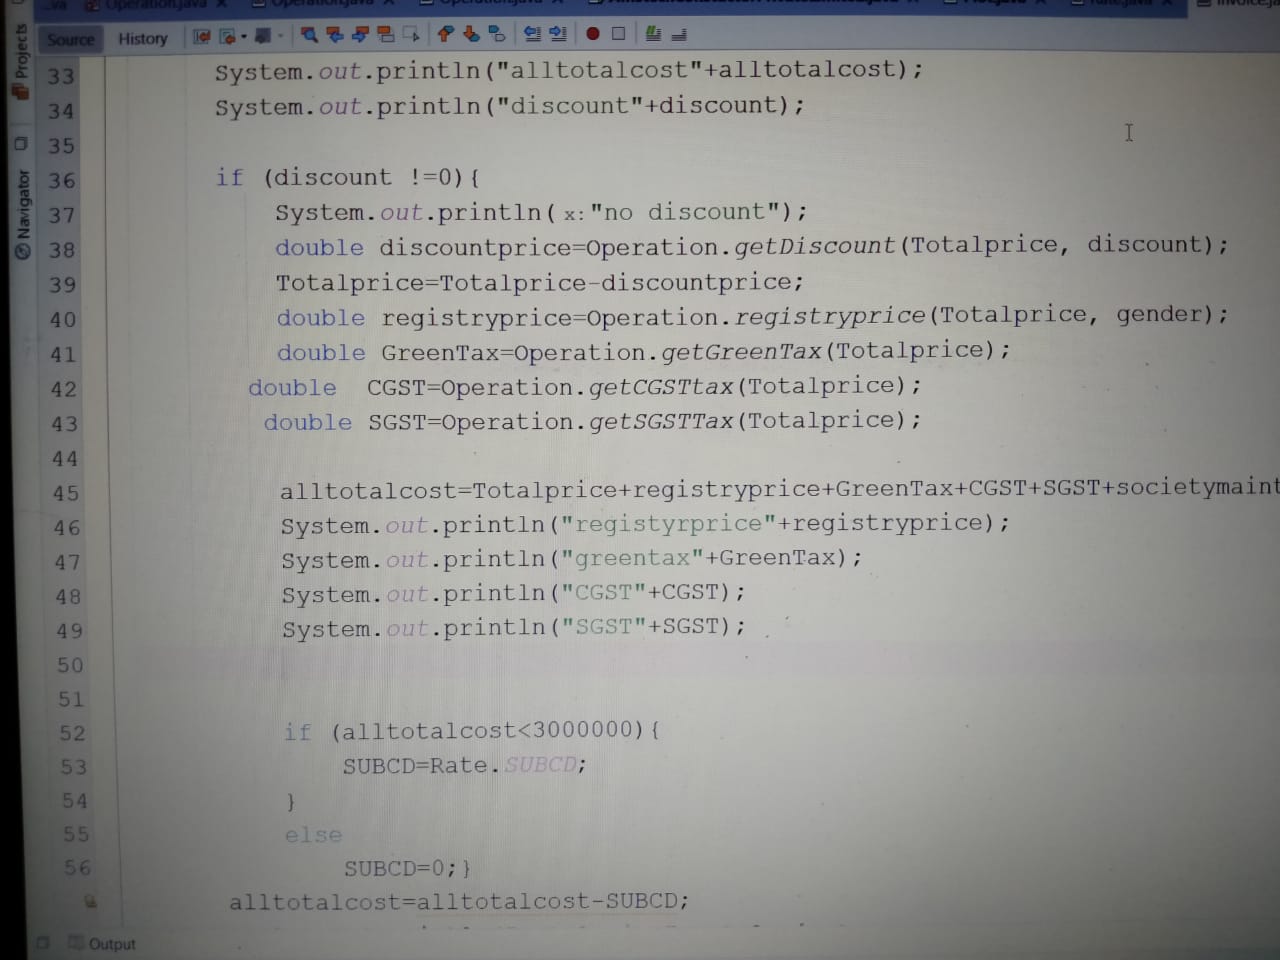 Operation.java
Source History
Projects
Navigator
33 System.out.println("alltotalcost"+alltotalcost);
34 System.out.println("discount"+discount);
35
36 if (discount !=0){
37 System.out.println( x: "no discount");
38 double discountprice=Operation.getDiscount(Totalprice, discount);
39 Totalprice=Totalprice-discountprice;
40 double registryprice=Operation.registryprice(Totalprice, gender);
41 double GreenTax=Operation.getGreenTax(Totalprice);
42 double CGST=Operation.getCGSTtax(Totalprice);
43 double SGST=Operation.getSGSTTax(Totalprice);
44
45 alltotalcost=Totalprice+registryprice+GreenTax+CGST+SGST+societymaint
46 System.out.println("registyrprice"+registryprice);
47 System.out.println("greentax"+GreenTax);
48 System.out.println("CGST"+CGST);
49 System.out.println("SGST"+SGST);
50
51
52 if (alltotalcost<3000000){
53 SUBCD=Rate.SUBCD;
54 }
55 else
56 SUBCD=0;}
alltotalcost=alltotalcost-SUBCD;
Output